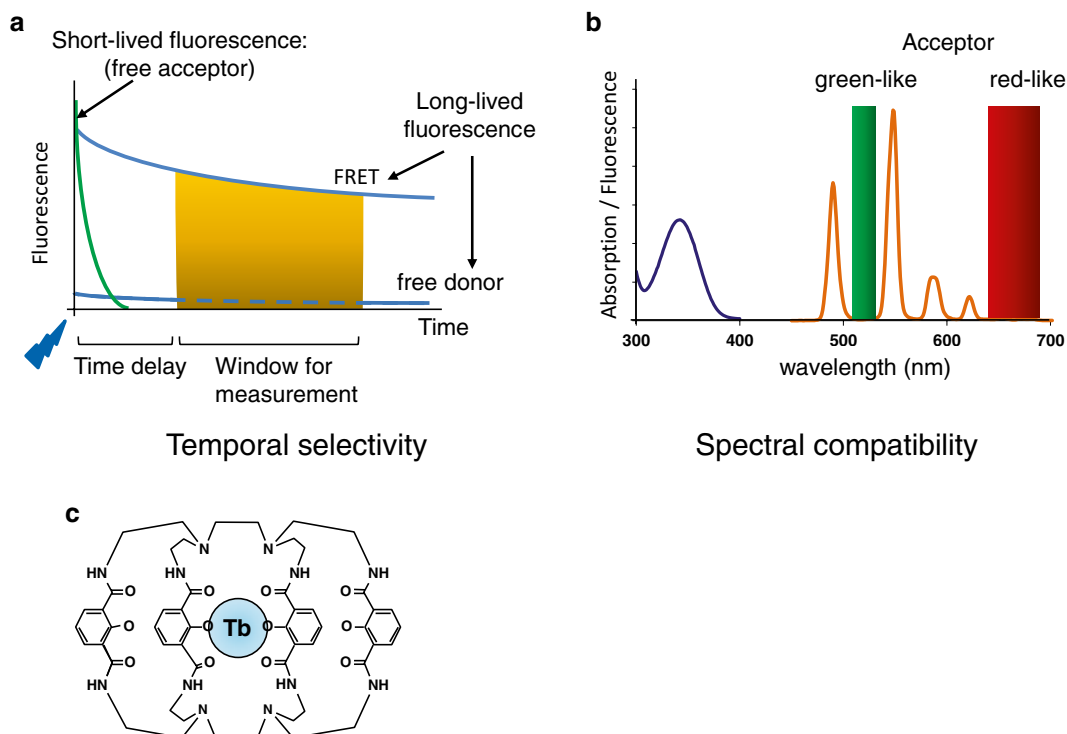 a
Short-lived fluorescence:
(free acceptor)
Long-lived
fluorescence
FRET
free donor
Fluorescence
Time
Time delay
Window for
measurement
Temporal selectivity
b
Acceptor
green-like
red-like
Absorption / Fluorescence
300
400
500
600
700
wavelength (nm)
Spectral compatibility
c
N
N
HN
NH
HN
NH
O
O
O
O
O
O
Tb
O
O
O
O
O
O
HN
NH
HN
NH
N
N